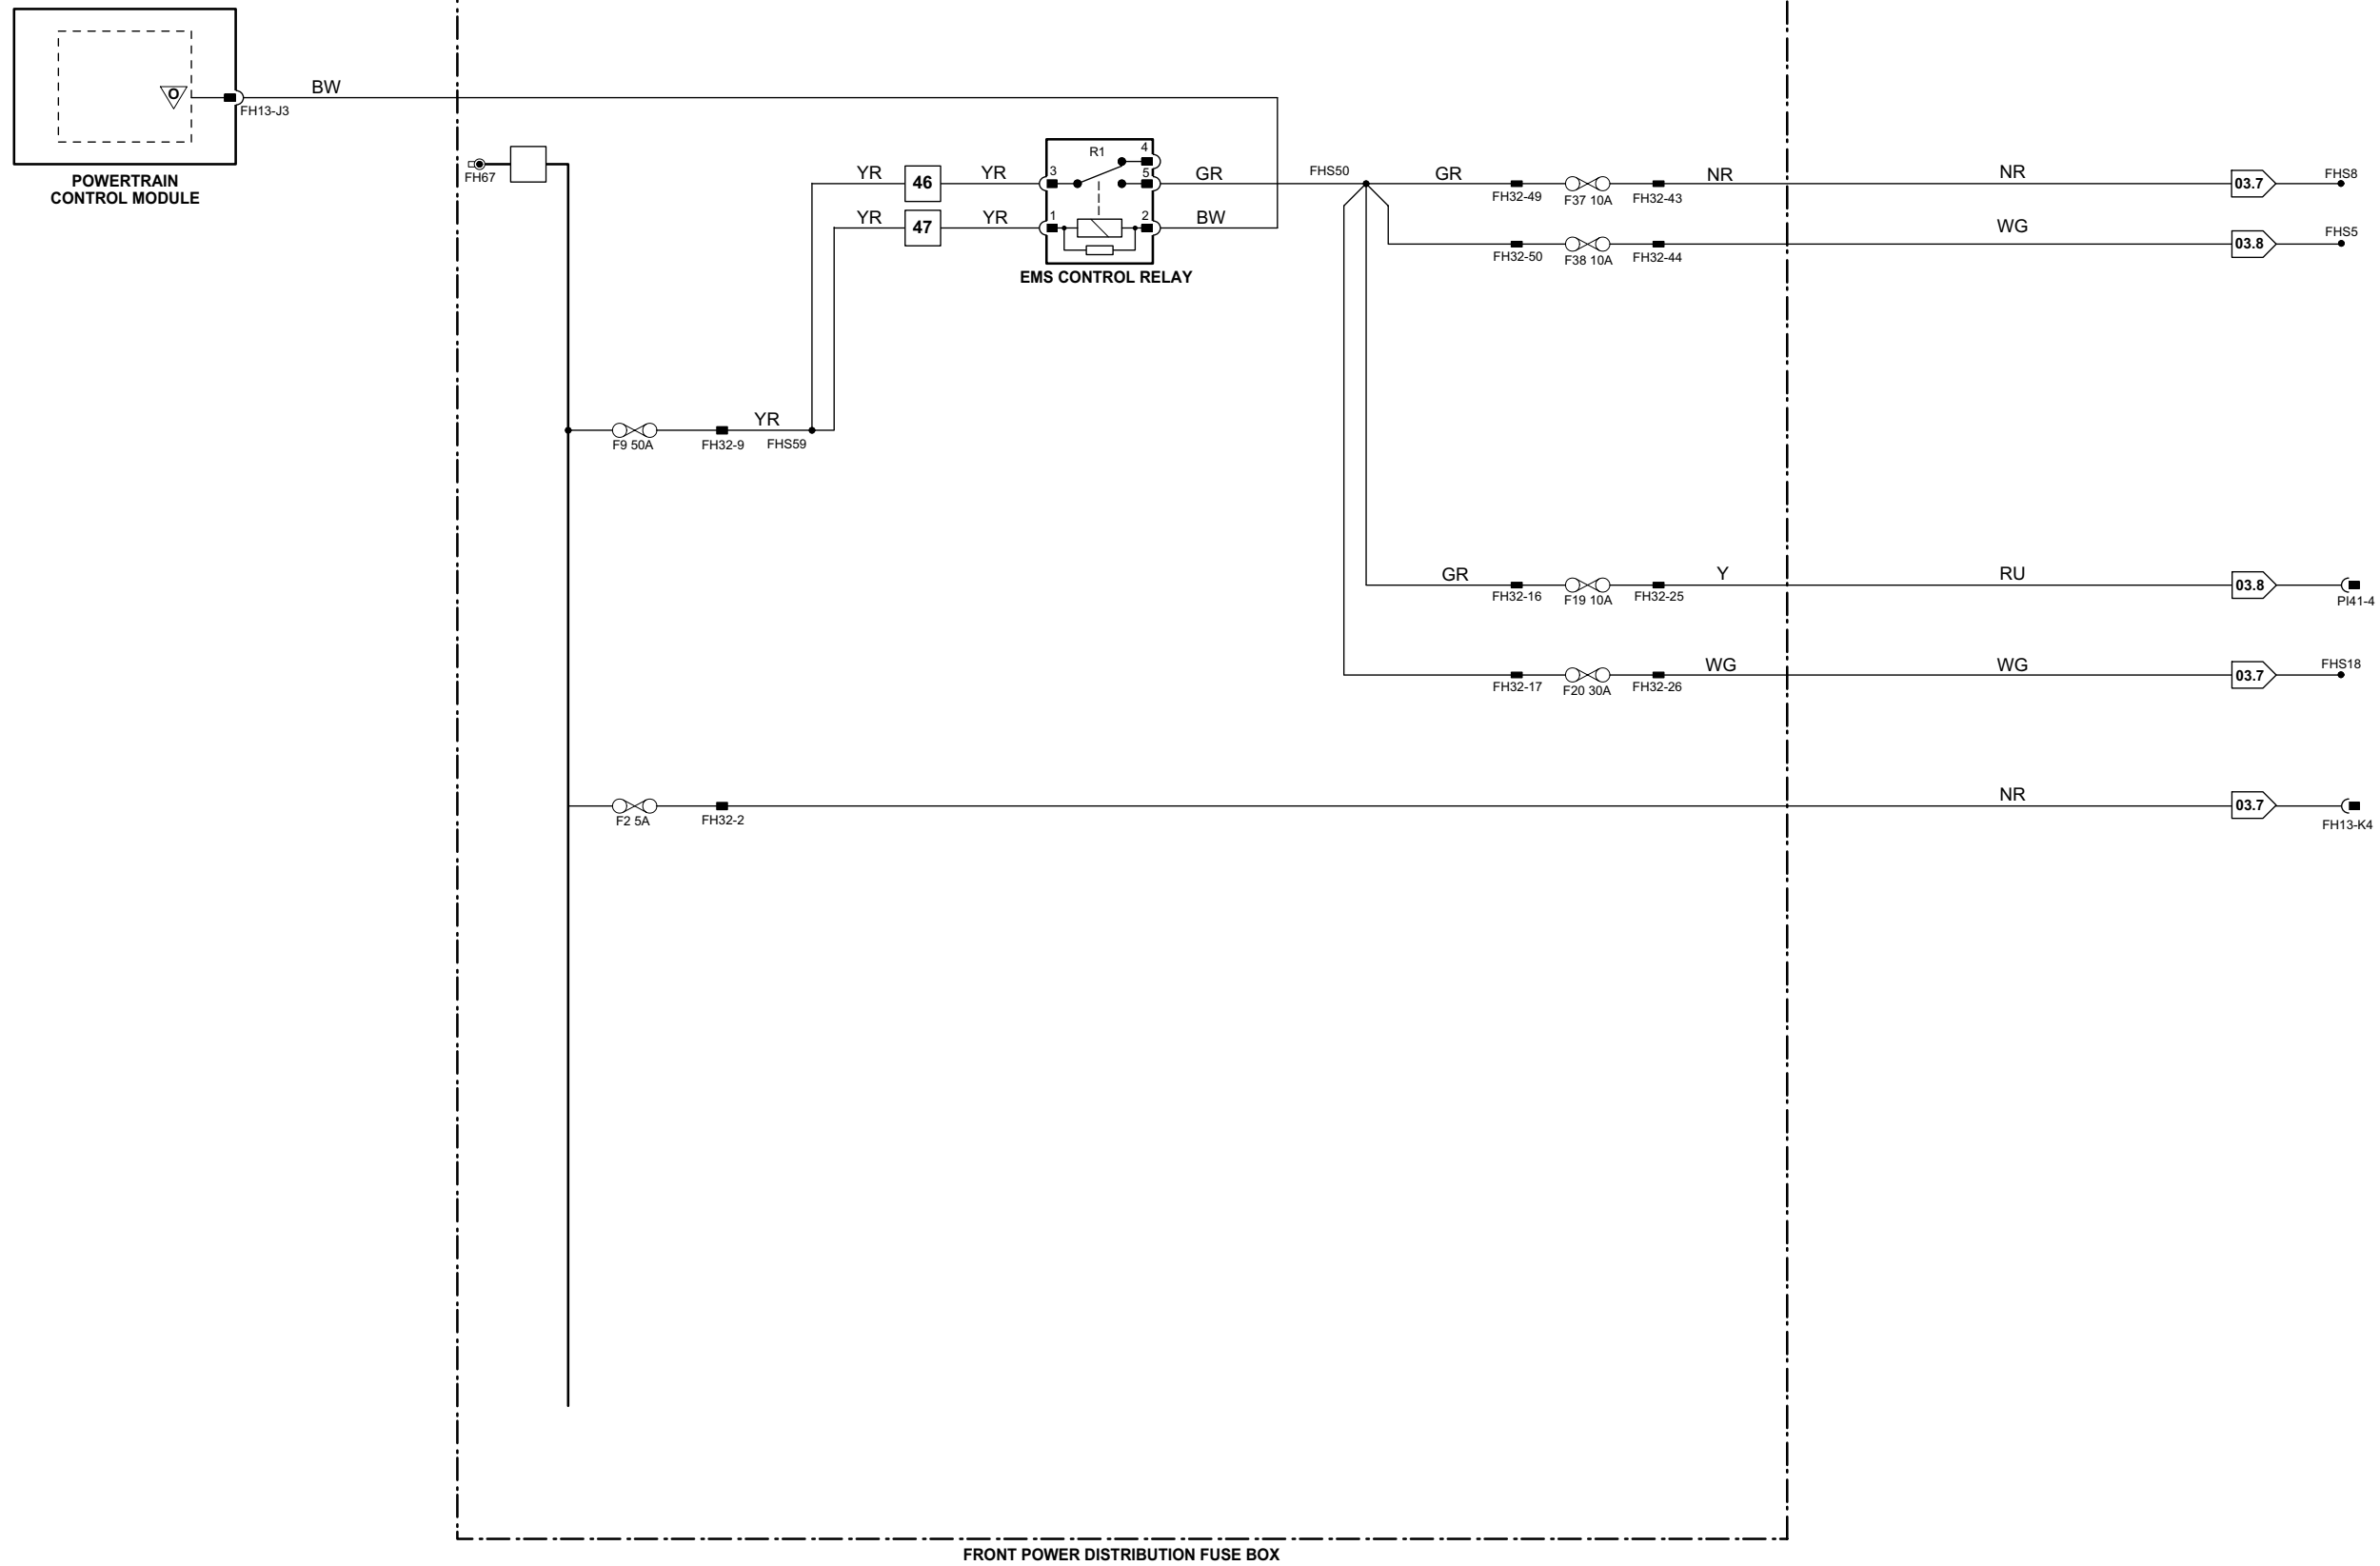 O
BW
FH13-J3
POWERTRAIN
CONTROL MODULE
FH67
YR
46
YR
YR
47
YR
3
R1
4
5
1
2
GR
BW
EMS CONTROL RELAY
FHS50
GR
FH32-49
F37 10A
FH32-43
NR
NR
03.7
FHS8
FH32-50
F38 10A
FH32-44
WG
03.8
FHS5
F9 50A
FH32-9
YR
FHS59
GR
FH32-16
F19 10A
FH32-25
Y
RU
03.8
PI41-4
FH32-17
F20 30A
FH32-26
WG
WG
03.7
FHS18
F2 5A
FH32-2
NR
03.7
FH13-K4
FRONT POWER DISTRIBUTION FUSE BOX